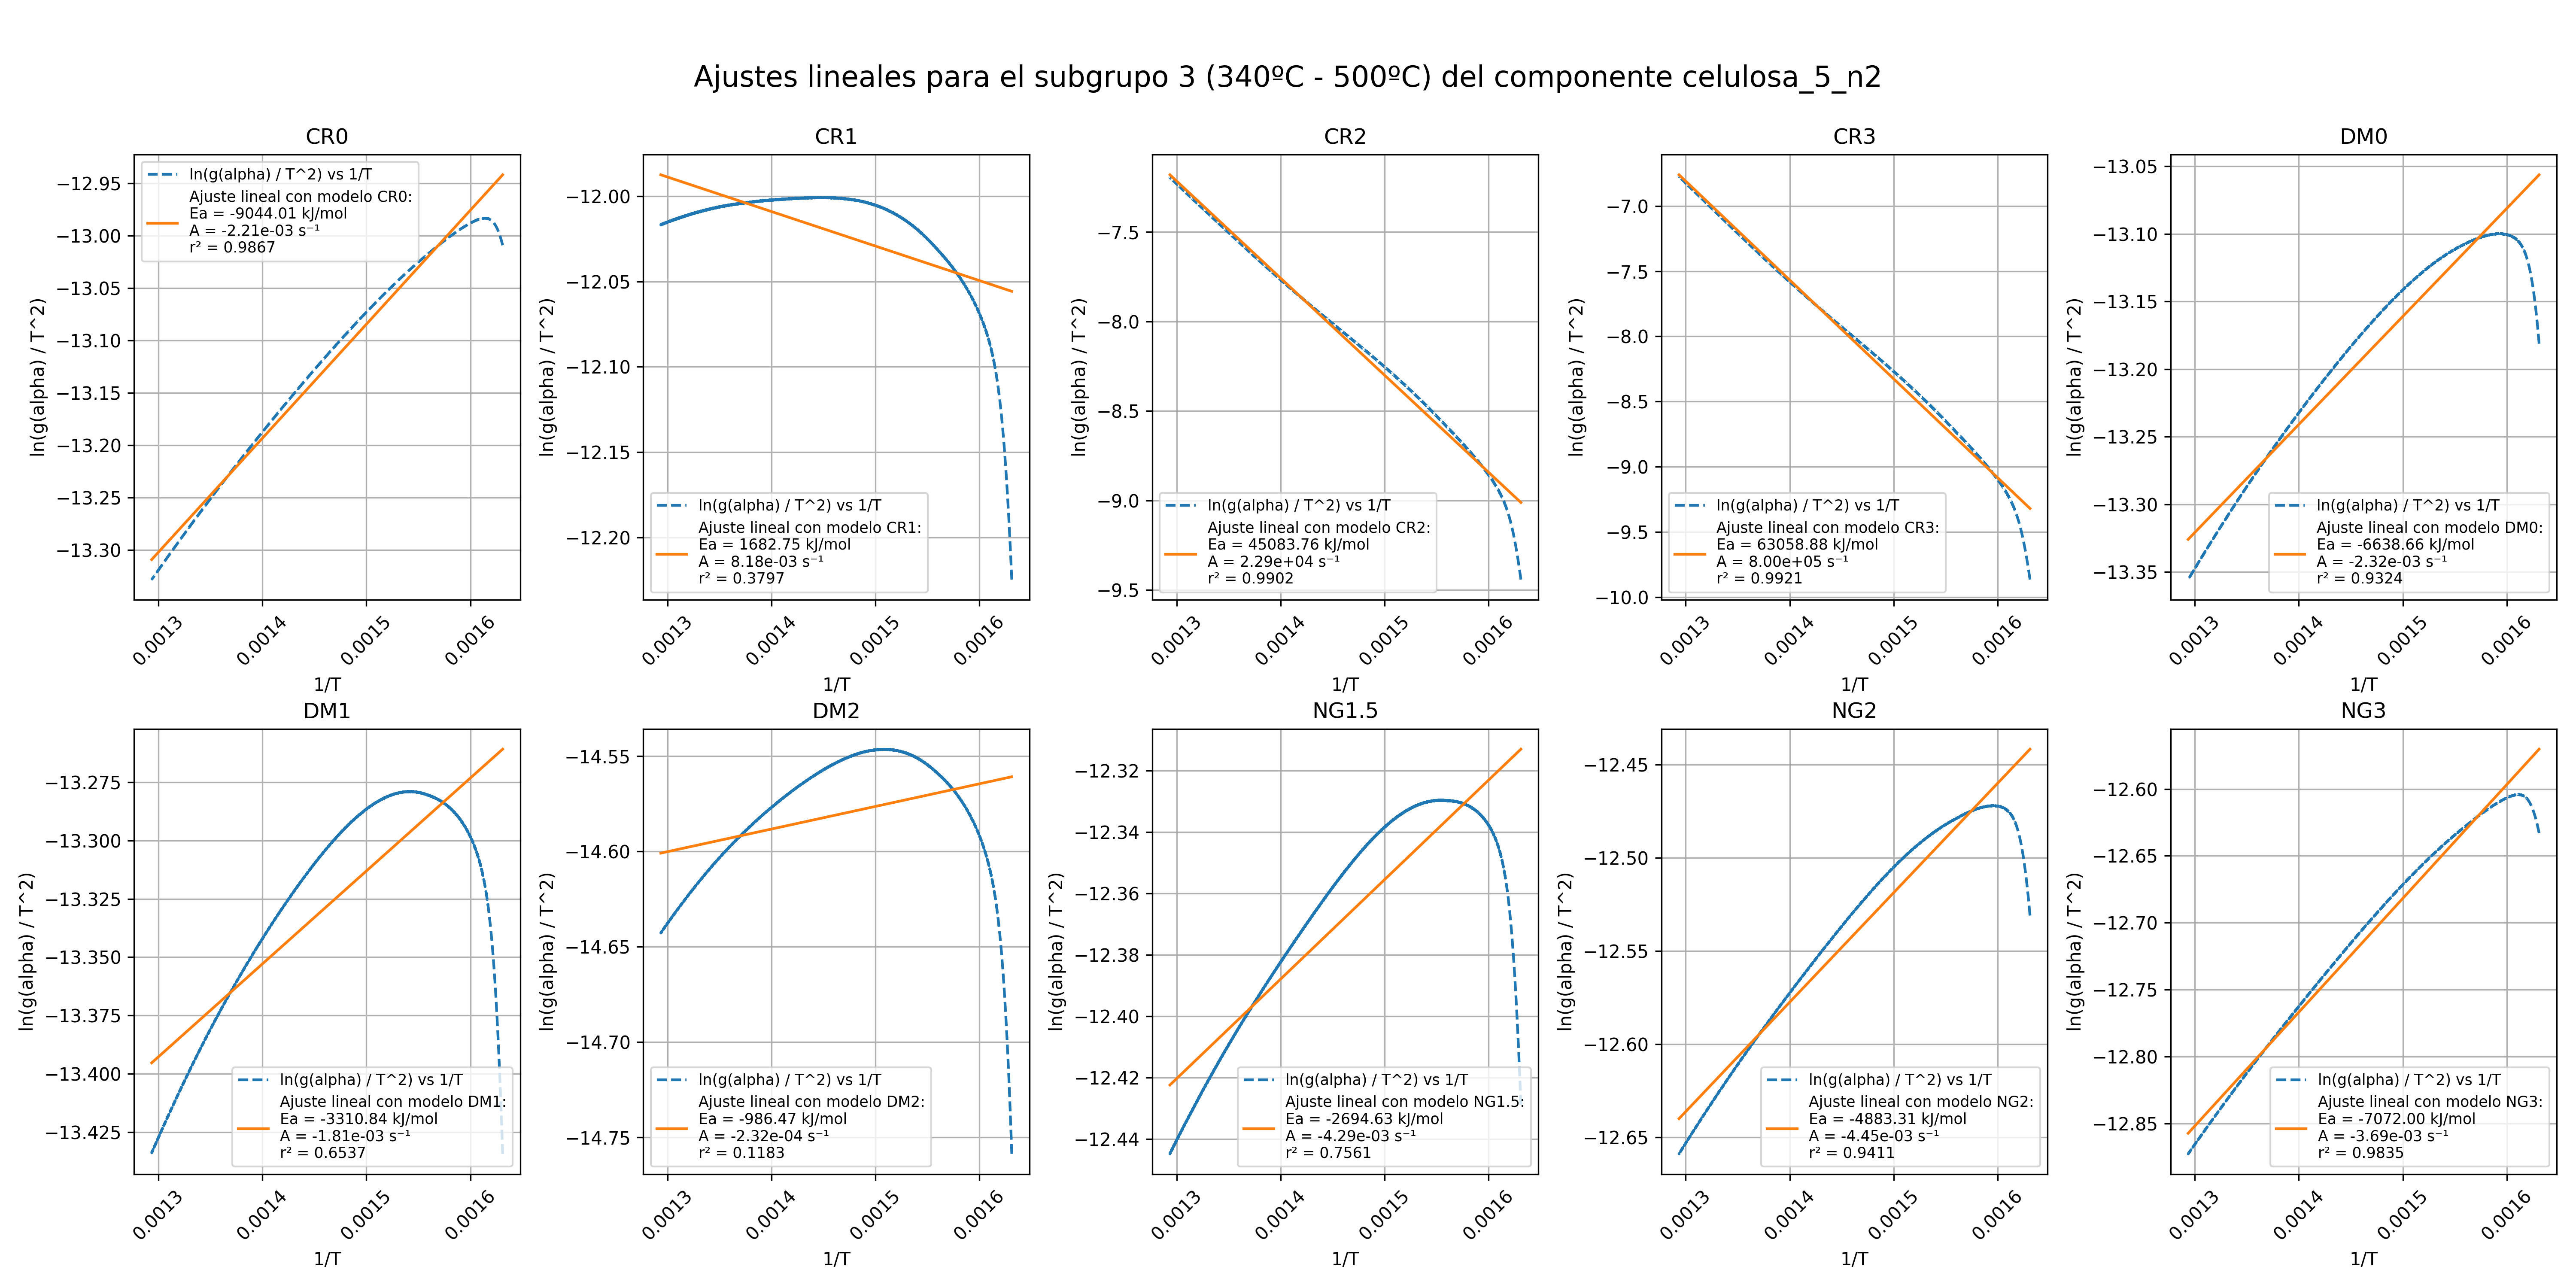 Ajustes lineales para el subgrupo 3 (340ºC - 500ºC) del componente celulosa_5_n2
CR0
ln(g(alpha) / T^2)
−12.95
−13.00
−13.05
−13.10
−13.15
−13.20
−13.25
−13.30
ln(g(alpha) / T^2) vs 1/T
Ajuste lineal con modelo CR0:
Ea = -9044.01 kJ/mol
A = -2.21e-03 s⁻¹
r² = 0.9867
0.0013
0.0014
0.0015
0.0016
1/T
CR1
ln(g(alpha) / T^2)
−12.00
−12.05
−12.10
−12.15
−12.20
ln(g(alpha) / T^2) vs 1/T
Ajuste lineal con modelo CR1:
Ea = 1682.75 kJ/mol
A = 8.18e-03 s⁻¹
r² = 0.3797
0.0013
0.0014
0.0015
0.0016
1/T
CR2
ln(g(alpha) / T^2)
−7.5
−8.0
−8.5
−9.0
−9.5
ln(g(alpha) / T^2) vs 1/T
Ajuste lineal con modelo CR2:
Ea = 45083.76 kJ/mol
A = 2.29e+04 s⁻¹
r² = 0.9902
0.0013
0.0014
0.0015
0.0016
1/T
CR3
ln(g(alpha) / T^2)
−7.0
−7.5
−8.0
−8.5
−9.0
−9.5
−10.0
ln(g(alpha) / T^2) vs 1/T
Ajuste lineal con modelo CR3:
Ea = 63058.88 kJ/mol
A = 8.00e+05 s⁻¹
r² = 0.9921
0.0013
0.0014
0.0015
0.0016
1/T
DM0
ln(g(alpha) / T^2)
−13.05
−13.10
−13.15
−13.20
−13.25
−13.30
−13.35
ln(g(alpha) / T^2) vs 1/T
Ajuste lineal con modelo DM0:
Ea = -6638.66 kJ/mol
A = -2.32e-03 s⁻¹
r² = 0.9324
0.0013
0.0014
0.0015
0.0016
1/T
DM1
ln(g(alpha) / T^2)
−13.275
−13.300
−13.325
−13.350
−13.375
−13.400
−13.425
ln(g(alpha) / T^2) vs 1/T
Ajuste lineal con modelo DM1:
Ea = -3310.84 kJ/mol
A = -1.81e-03 s⁻¹
r² = 0.6537
0.0013
0.0014
0.0015
0.0016
1/T
DM2
ln(g(alpha) / T^2)
−14.55
−14.60
−14.65
−14.70
−14.75
ln(g(alpha) / T^2) vs 1/T
Ajuste lineal con modelo DM2:
Ea = -986.47 kJ/mol
A = -2.32e-04 s⁻¹
r² = 0.1183
0.0013
0.0014
0.0015
0.0016
1/T
NG1.5
ln(g(alpha) / T^2)
−12.32
−12.34
−12.36
−12.38
−12.40
−12.42
−12.44
ln(g(alpha) / T^2) vs 1/T
Ajuste lineal con modelo NG1.5:
Ea = -2694.63 kJ/mol
A = -4.29e-03 s⁻¹
r² = 0.7561
0.0013
0.0014
0.0015
0.0016
1/T
NG2
ln(g(alpha) / T^2)
−12.45
−12.50
−12.55
−12.60
−12.65
ln(g(alpha) / T^2) vs 1/T
Ajuste lineal con modelo NG2:
Ea = -4883.31 kJ/mol
A = -4.45e-03 s⁻¹
r² = 0.9411
0.0013
0.0014
0.0015
0.0016
1/T
NG3
ln(g(alpha) / T^2)
−12.60
−12.65
−12.70
−12.75
−12.80
−12.85
ln(g(alpha) / T^2) vs 1/T
Ajuste lineal con modelo NG3:
Ea = -7072.00 kJ/mol
A = -3.69e-03 s⁻¹
r² = 0.9835
0.0013
0.0014
0.0015
0.0016
1/T